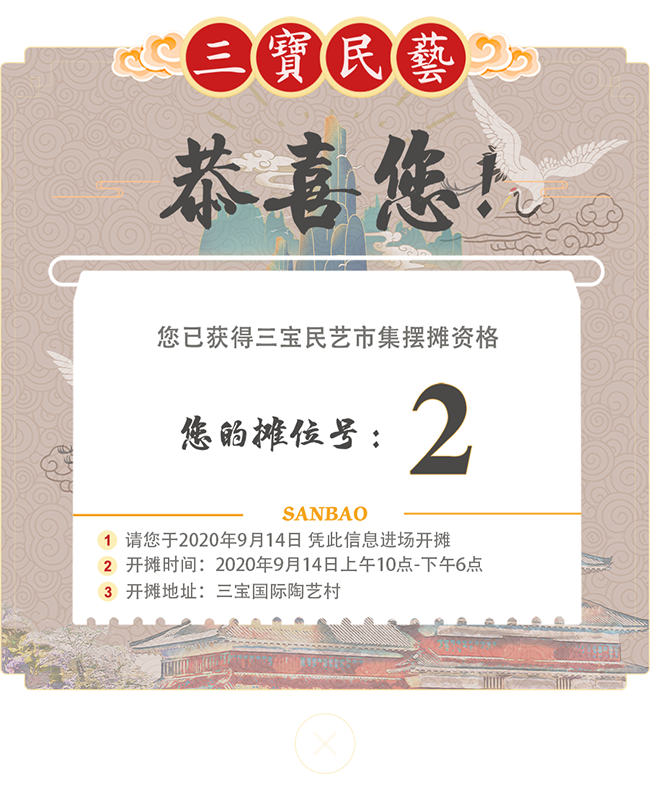 三寳民藝
恭喜您!
您已获得三宝民艺市集摆摊资格
您的摊位号：2
SANBAO
1 请您于2020年9月14日 凭此信息进场开摊
2 开摊时间：2020年9月14日上午10点-下午6点
3 开摊地址：三宝国际陶艺村